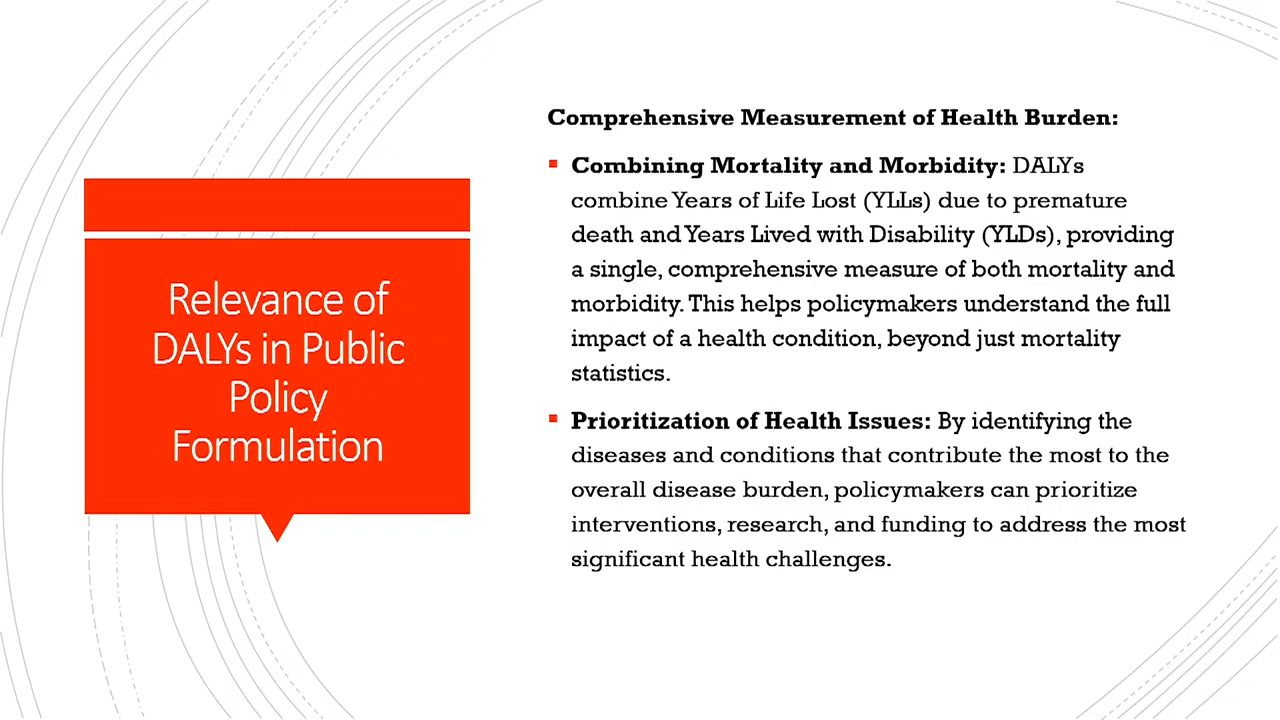 Relevance of
DALYs in Public
Policy
Formulation
Comprehensive Measurement of Health Burden:
Combining Mortality and Morbidity: DALYs
combine Years of Life Lost (YLLs) due to premature
death and Years Lived with Disability (YLDs), providing
a single, comprehensive measure of both mortality and
morbidity. This helps policymakers understand the full
impact of a health condition, beyond just mortality
statistics.
Prioritization of Health Issues: By identifying the
diseases and conditions that contribute the most to the
overall disease burden, policymakers can prioritize
interventions, research, and funding to address the most
significant health challenges.